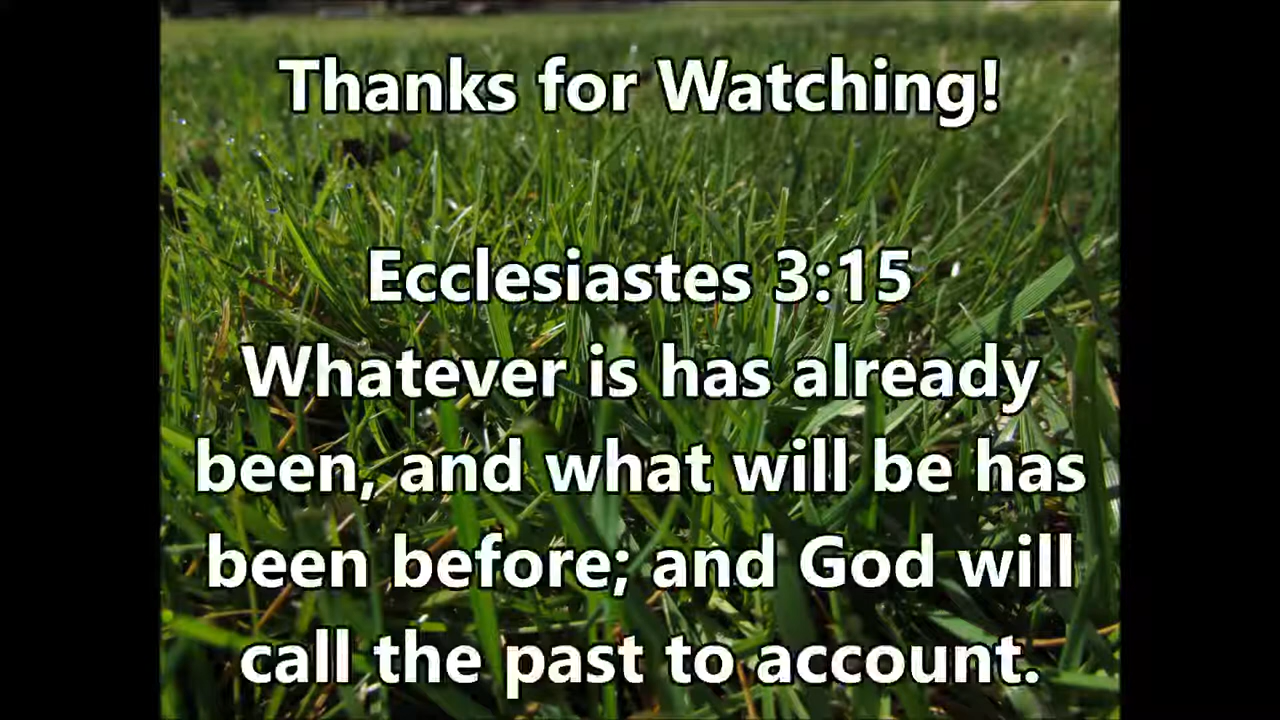 Thanks for Watching!
Ecclesiastes 3:15
Whatever is has already
been, and what will be has
been before; and God will
call the past to account.